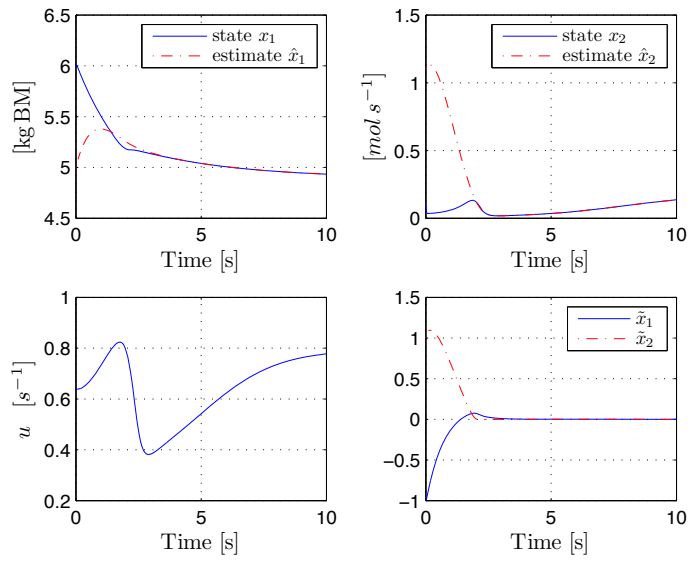 state x₁
estimate x̂₁
[kg BM]
6.5
6
5.5
5
4.5
0
5
10
Time [s]
state x₂
estimate x̂₂
[mol s⁻¹]
1.5
1
0.5
0
0
5
10
Time [s]
u [s⁻¹]
1
0.8
0.6
0.4
0.2
0
5
10
Time [s]
x̃₁
x̃₂
1.5
1
0.5
0
−0.5
−1
0
5
10
Time [s]